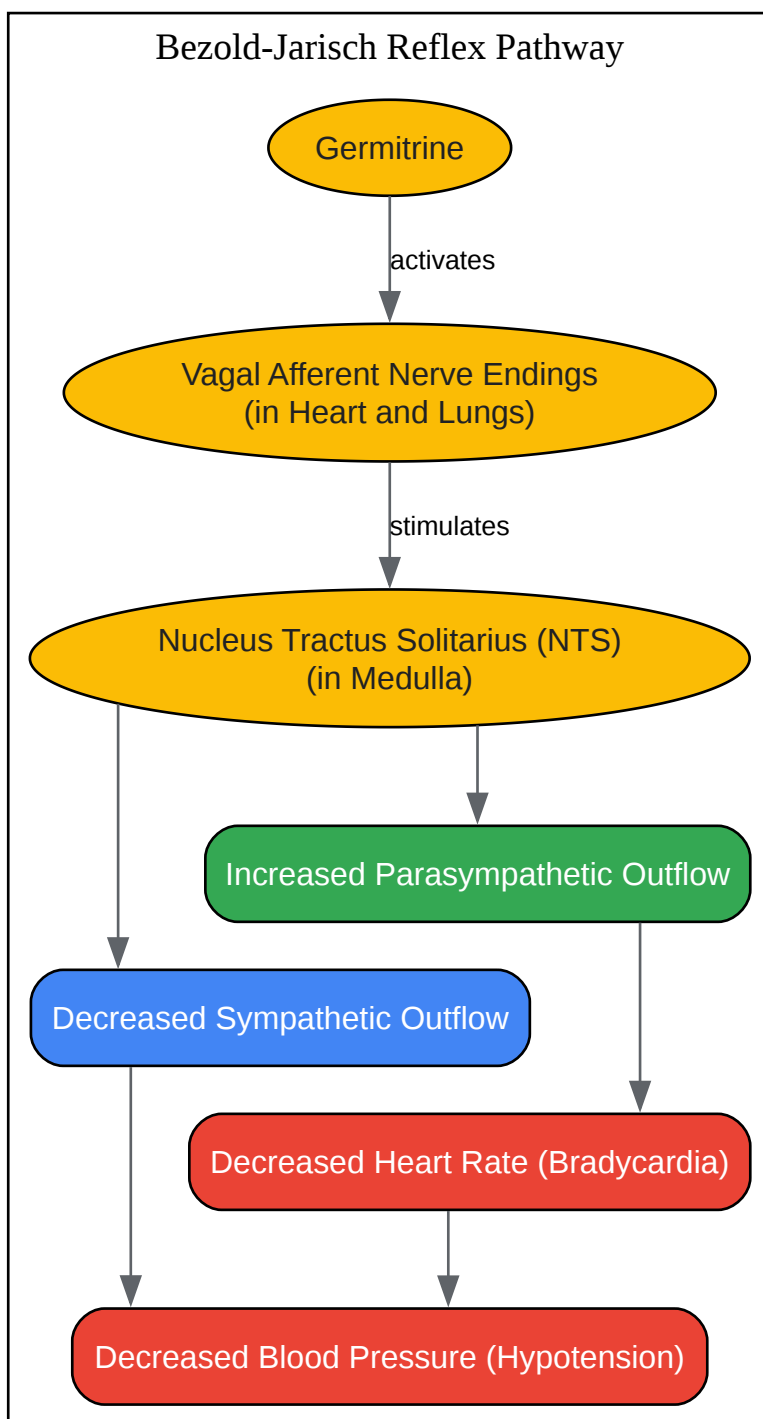 Bezold-Jarisch Reflex Pathway
Germitrine
activates
Vagal Afferent Nerve Endings
(in Heart and Lungs)
stimulates
Nucleus Tractus Solitarius (NTS)
(in Medulla)
Increased Parasympathetic Outflow
Decreased Sympathetic Outflow
Decreased Heart Rate (Bradycardia)
Decreased Blood Pressure (Hypotension)